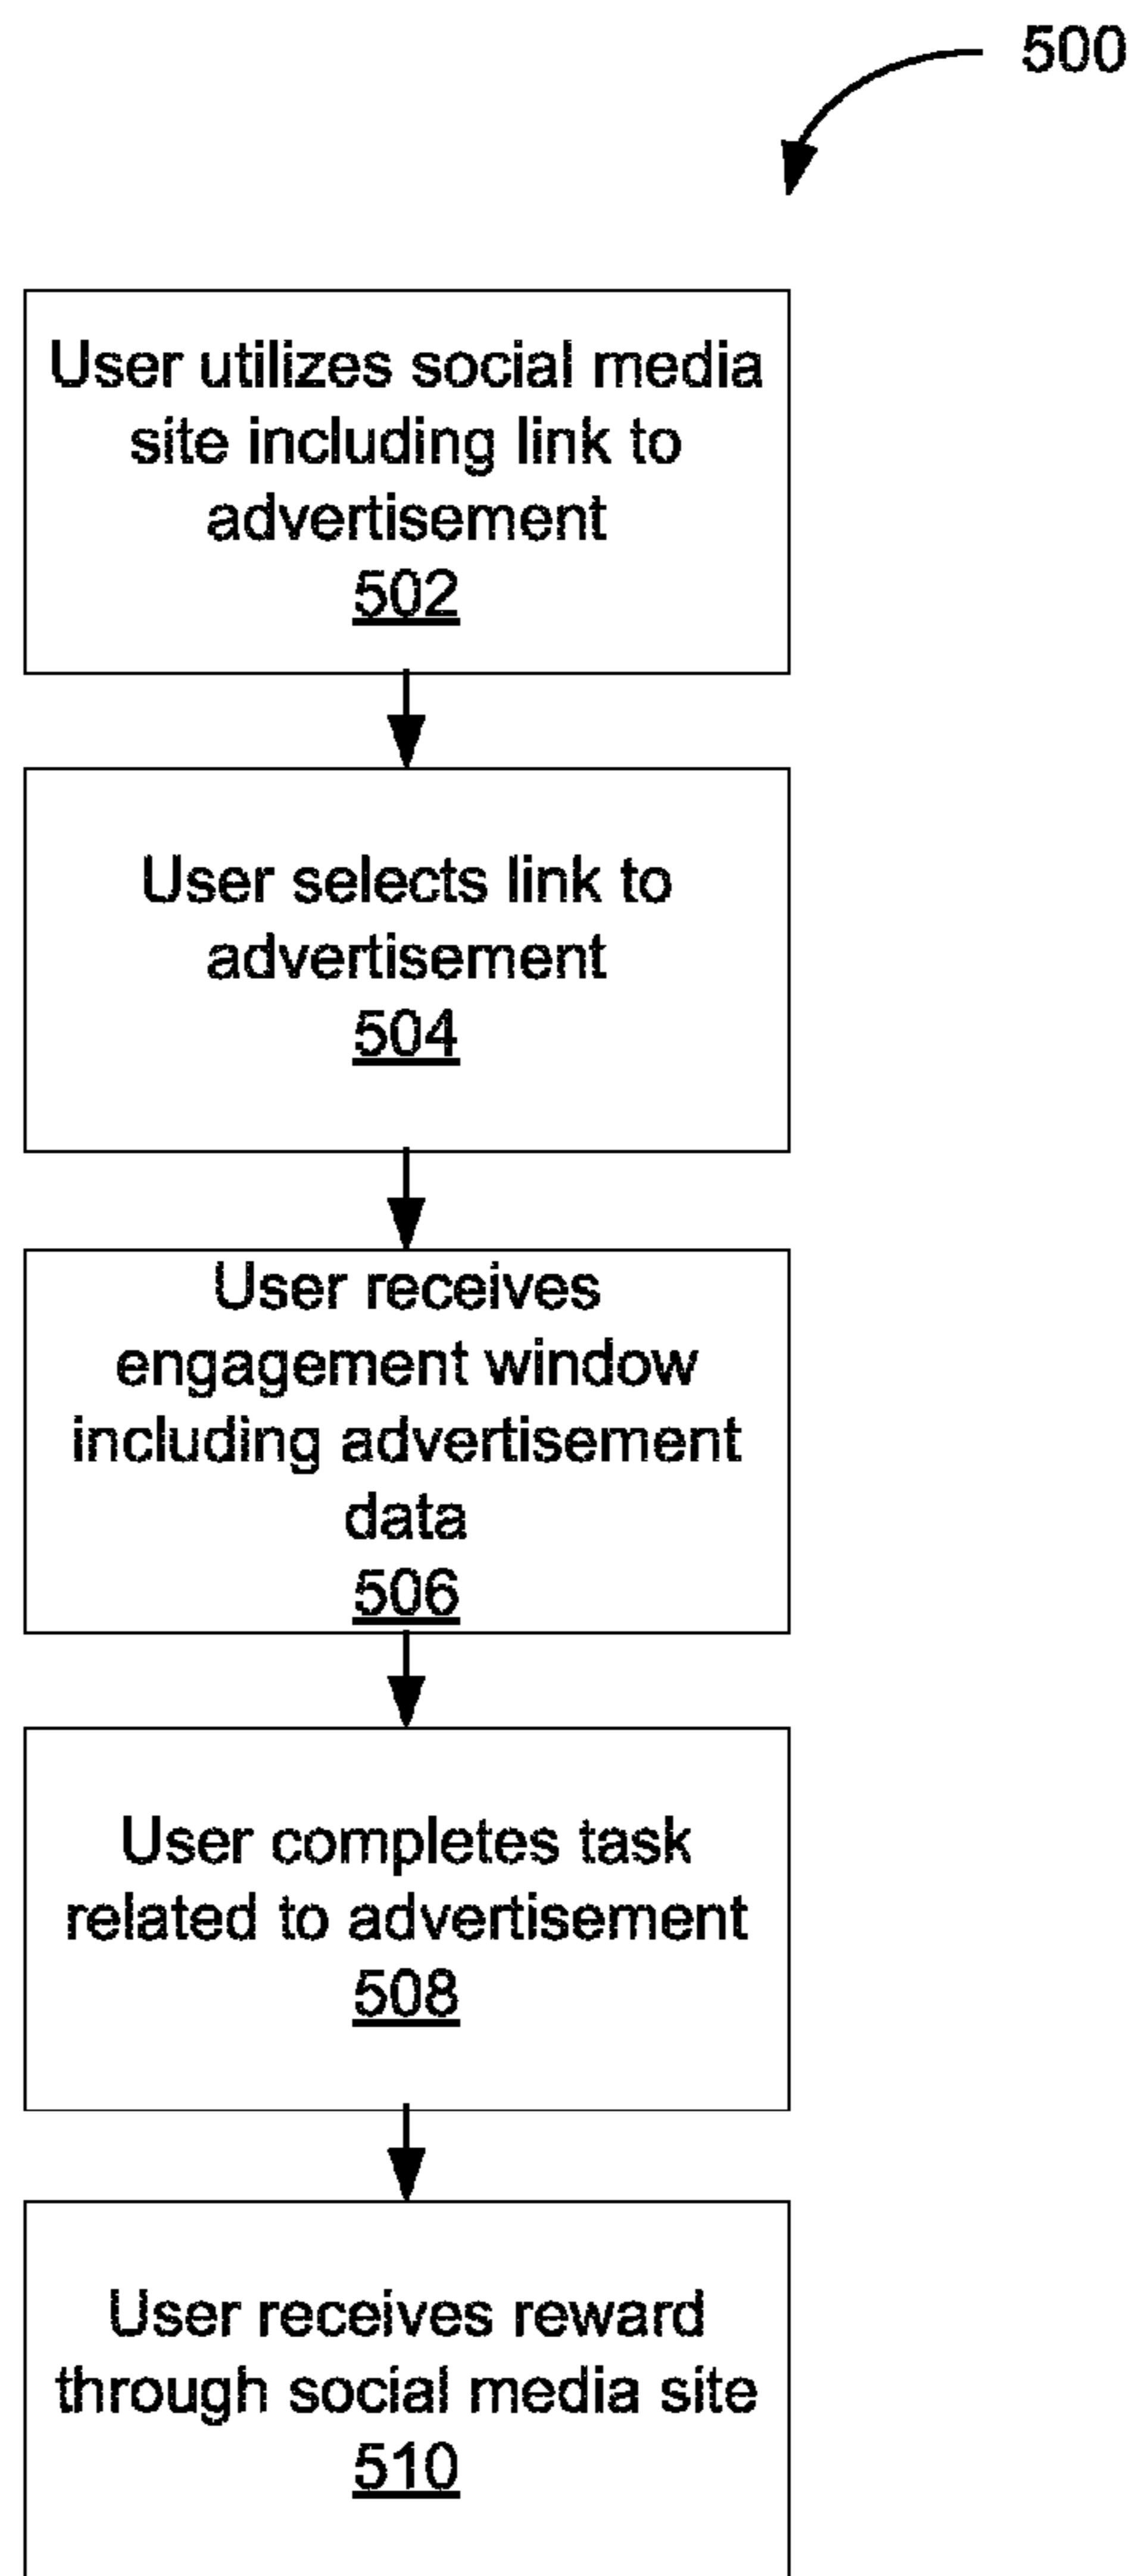 500
User utilizes social media
site including link to
advertisement
502
User selects link to
advertisement
504
User receives
engagement window
including advertisement
data
506
User completes task
related to advertisement
508
User receives reward
through social media site
510